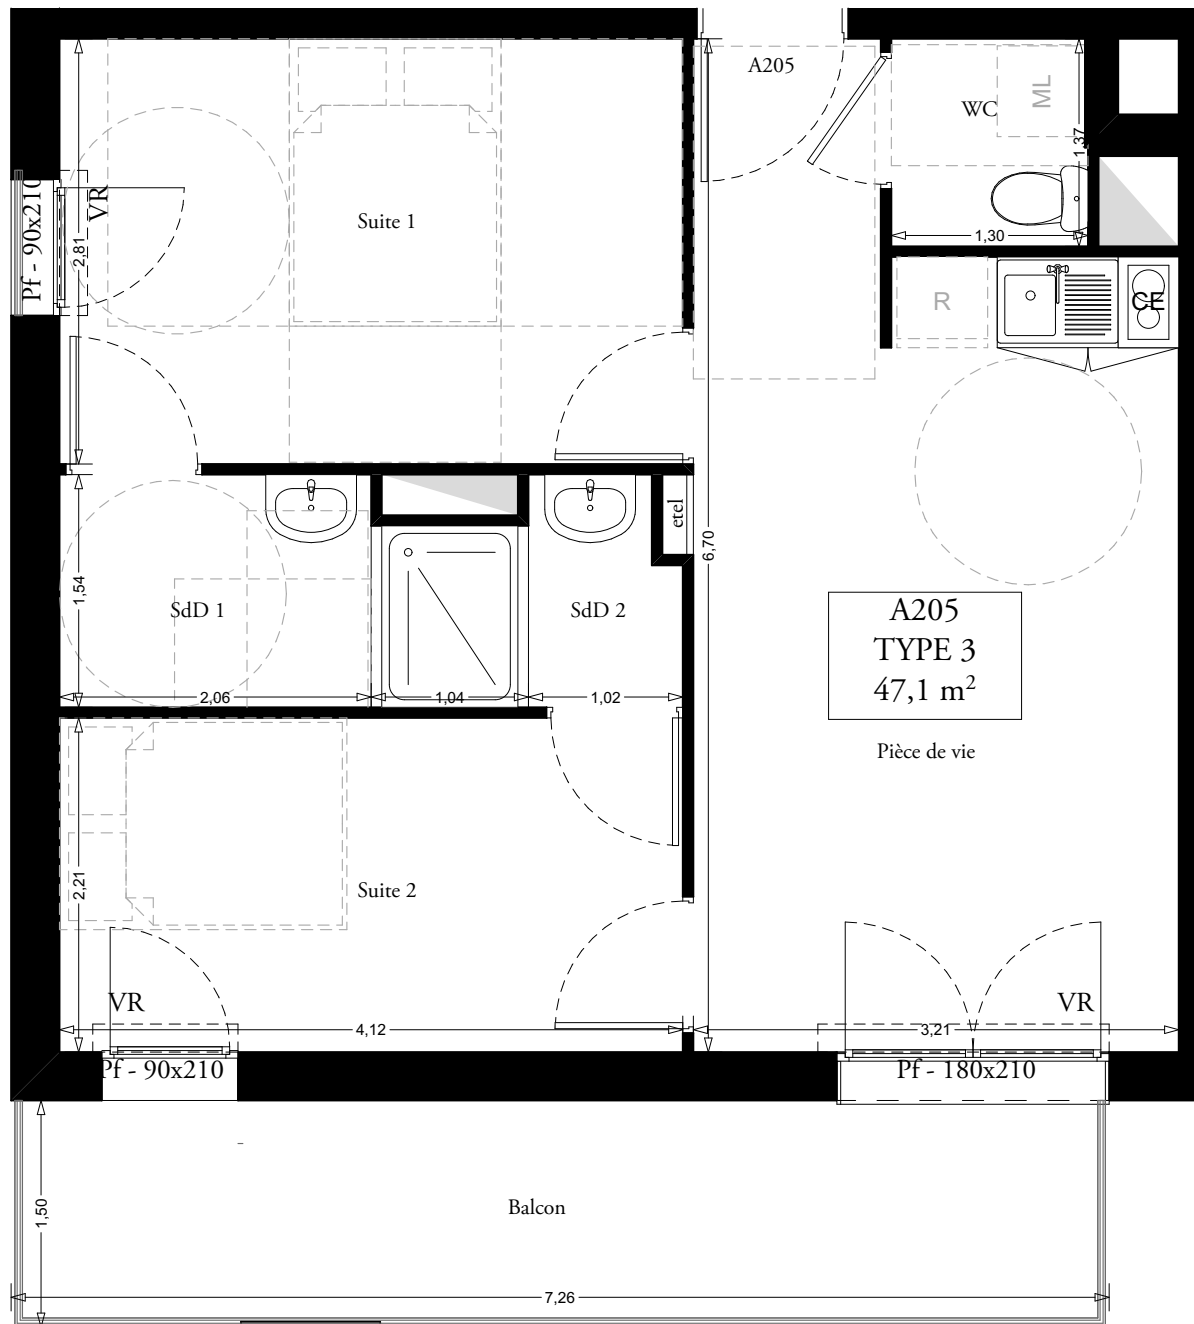 A205
ML
WC
1,37
Pf - 90x210
VR
2,81
Suite 1
1,30
R
CE
etel
6,70
1,54
SdD 1
SdD 2
A205
TYPE 3
47,1 m²
2,06
1,04
1,02
Pièce de vie
2,21
Suite 2
VR
VR
4,12
3,21
Pf - 90x210
Pf - 180x210
1,50
Balcon
7,26